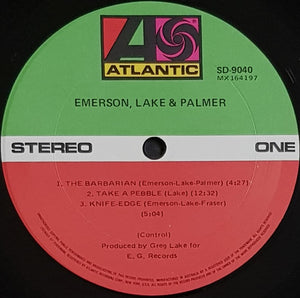 ATLANTIC
SD-9040
MX164197
EMERSON, LAKE & PALMER
STEREO
ONE
1. THE BARBARIAN (Emerson-Lake-Palmer) (4:27)
2. TAKE A PEBBLE (Lake) (12:32)
3. KNIFE-EDGE (Emerson-Lake-Fraser)
(5:04)
(Control)
Produced by Greg Lake for
E. G. Records